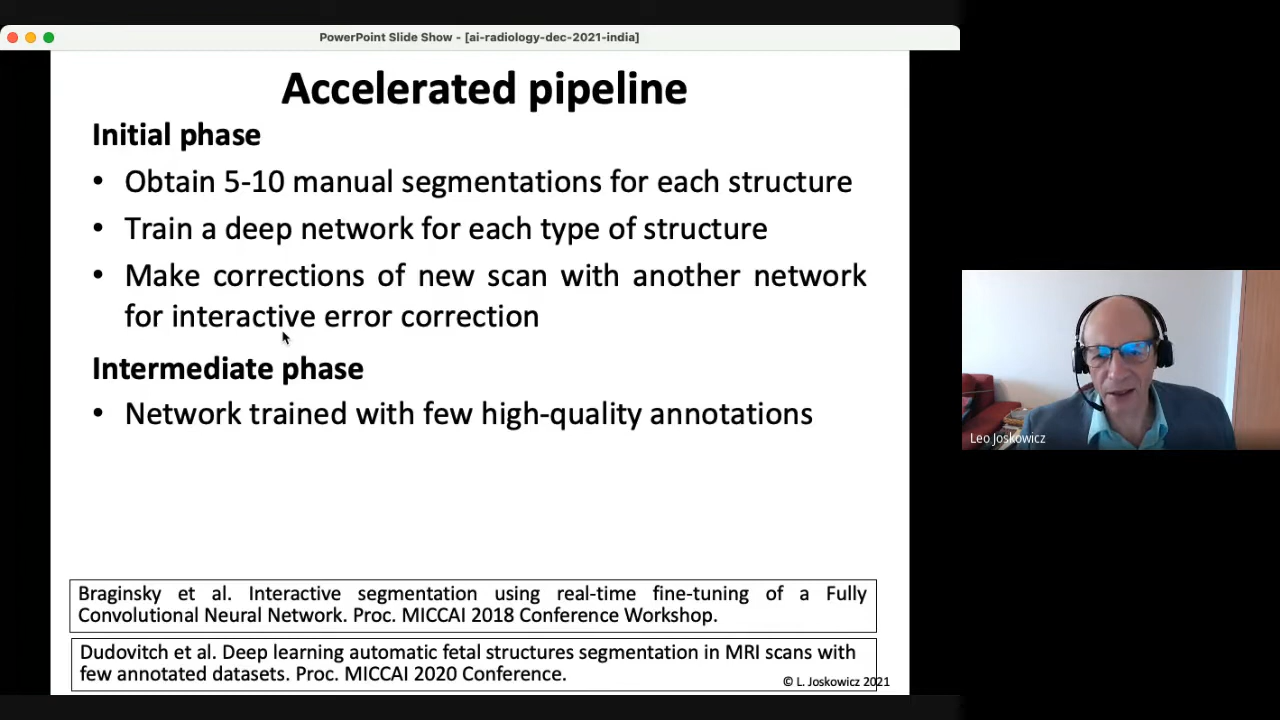 PowerPoint Slide Show - [ai-radiology-dec-2021-india]
Accelerated pipeline
Initial phase
• Obtain 5-10 manual segmentations for each structure
• Train a deep network for each type of structure
• Make corrections of new scan with another network
for interactive error correction
Intermediate phase
• Network trained with few high-quality annotations
Leo Joskowicz
Braginsky et al. Interactive segmentation using real-time fine-tuning of a Fully
Convolutional Neural Network. Proc. MICCAI 2018 Conference Workshop.
Dudovitch et al. Deep learning automatic fetal structures segmentation in MRI scans with
few annotated datasets. Proc. MICCAI 2020 Conference.
© L. Joskowicz 2021